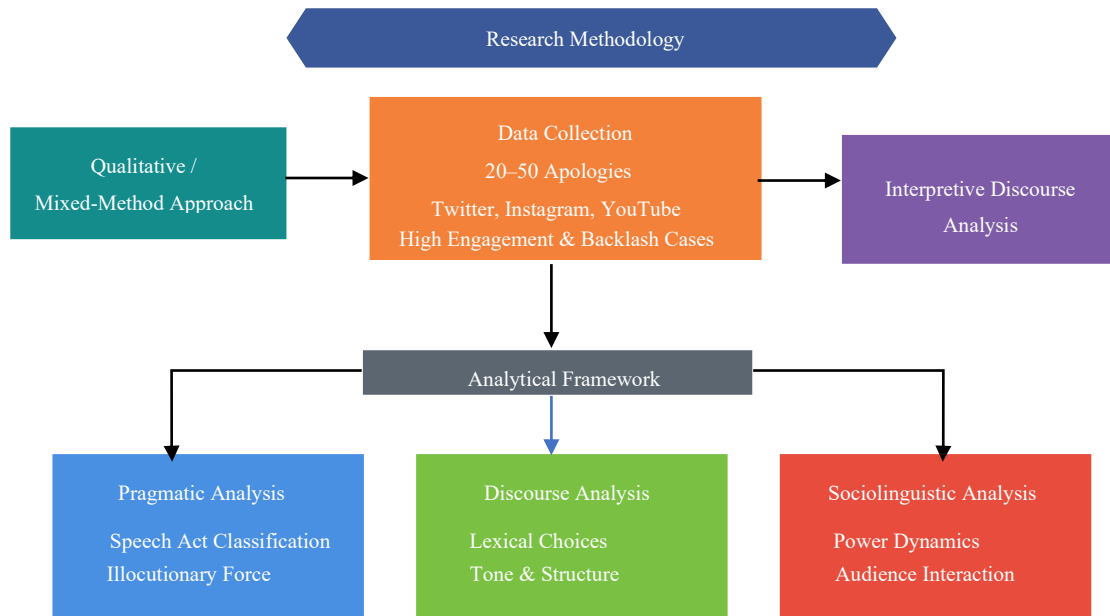 Research Methodology
Qualitative /
Mixed-Method Approach
Data Collection
20–50 Apologies
Twitter, Instagram, YouTube
High Engagement & Backlash Cases
Interpretive Discourse
Analysis
Analytical Framework
Pragmatic Analysis
Speech Act Classification
Illocutionary Force
Discourse Analysis
Lexical Choices
Tone & Structure
Sociolinguistic Analysis
Power Dynamics
Audience Interaction